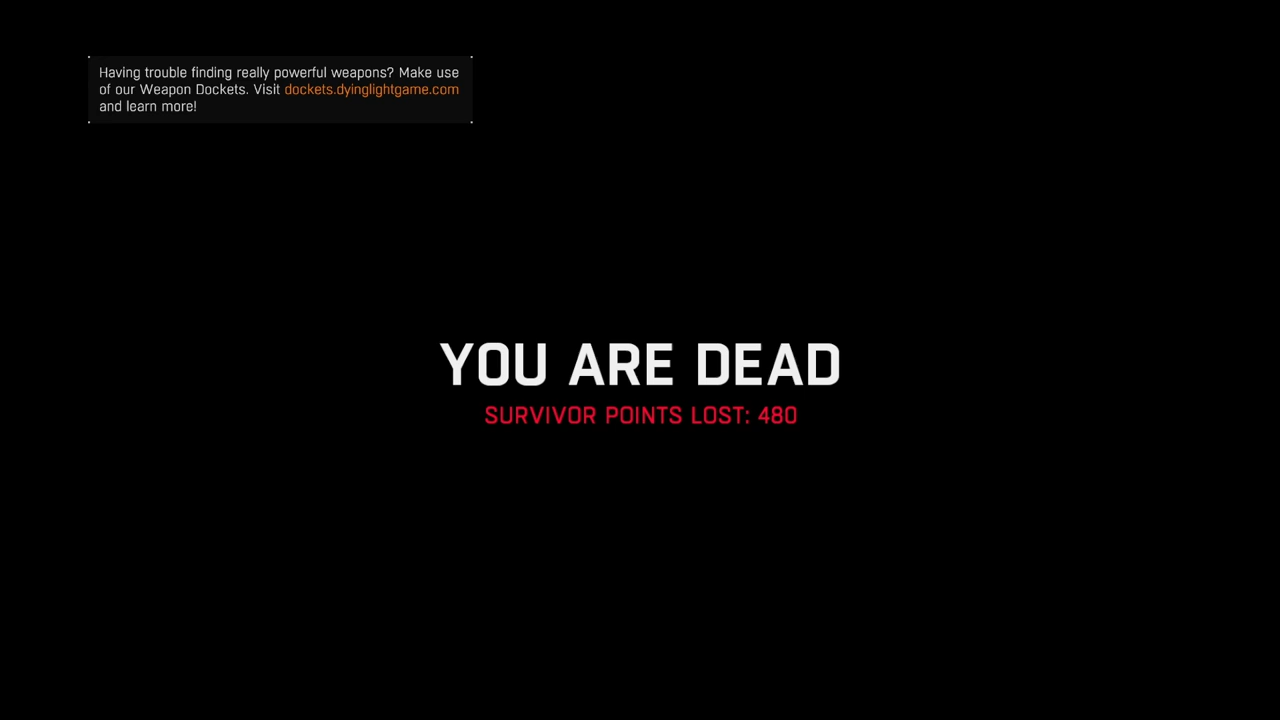 Having trouble finding really powerful weapons? Make use
of our Weapon Dockets. Visit dockets.dyinglightgame.com
and learn more!
YOU ARE DEAD
SURVIVOR POINTS LOST: 480